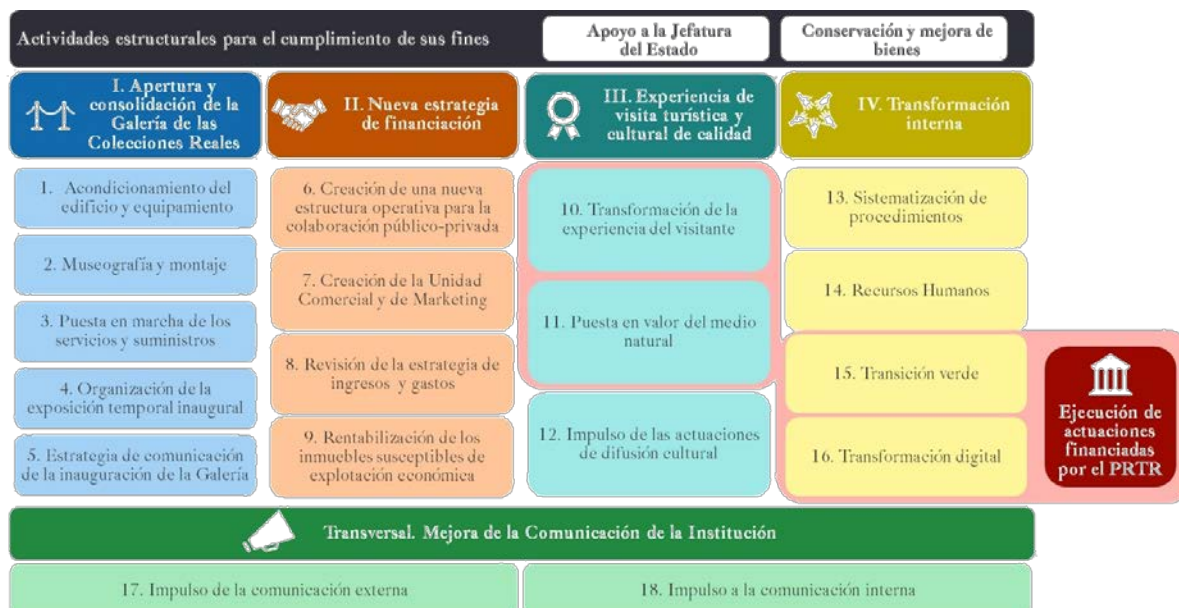 Actividades estructurales para el cumplimiento de sus fines
Apoyo a la Jefatura
del Estado
Conservación y mejora de
bienes
I. Apertura y
consolidación de la
Galería de las
Colecciones Reales
II. Nueva estrategia
de financiación
III. Experiencia de
visita turística y
cultural de calidad
IV. Transformación
interna
1. Acondicionamiento del
edificio y equipamiento
2. Museografía y montaje
3. Puesta en marcha de los
servicios y suministros
4. Organización de la
exposición temporal inaugural
5. Estrategia de comunicación
de la inauguración de la Galería
6. Creación de una nueva
estructura operativa para la
colaboración público-privada
7. Creación de la Unidad
Comercial y de Marketing
8. Revisión de la estrategia de
ingresos y gastos
9. Rentabilización de los
inmuebles susceptibles de
explotación económica
10. Transformación de la
experiencia del visitante
11. Puesta en valor del medio
natural
12. Impulso de las actuaciones
de difusión cultural
13. Sistematización de
procedimientos
14. Recursos Humanos
15. Transición verde
16. Transformación digital
Ejecución de
actuaciones
financiadas
por el PRTR
Transversal. Mejora de la Comunicación de la Institución
17. Impulso de la comunicación externa
18. Impulso a la comunicación interna